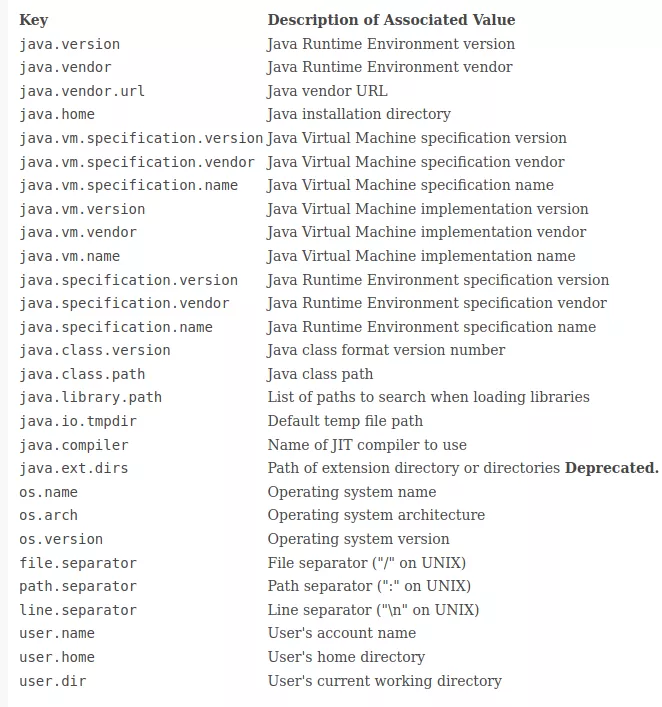 Key Description of Associated Value
java.version Java Runtime Environment version
java.vendor Java Runtime Environment vendor
java.vendor.url Java vendor URL
java.home Java installation directory
java.vm.specification.version Java Virtual Machine specification version
java.vm.specification.vendor Java Virtual Machine specification vendor
java.vm.specification.name Java Virtual Machine specification name
java.vm.version Java Virtual Machine implementation version
java.vm.vendor Java Virtual Machine implementation vendor
java.vm.name Java Virtual Machine implementation name
java.specification.version Java Runtime Environment specification version
java.specification.vendor Java Runtime Environment specification vendor
java.specification.name Java Runtime Environment specification name
java.class.version Java class format version number
java.class.path Java class path
java.library.path List of paths to search when loading libraries
java.io.tmpdir Default temp file path
java.compiler Name of JIT compiler to use
java.ext.dirs Path of extension directory or directories Deprecated.
os.name Operating system name
os.arch Operating system architecture
os.version Operating system version
file.separator File separator ("/" on UNIX)
path.separator Path separator (":" on UNIX)
line.separator Line separator ("\n" on UNIX)
user.name User's account name
user.home User's home directory
user.dir User's current working directory